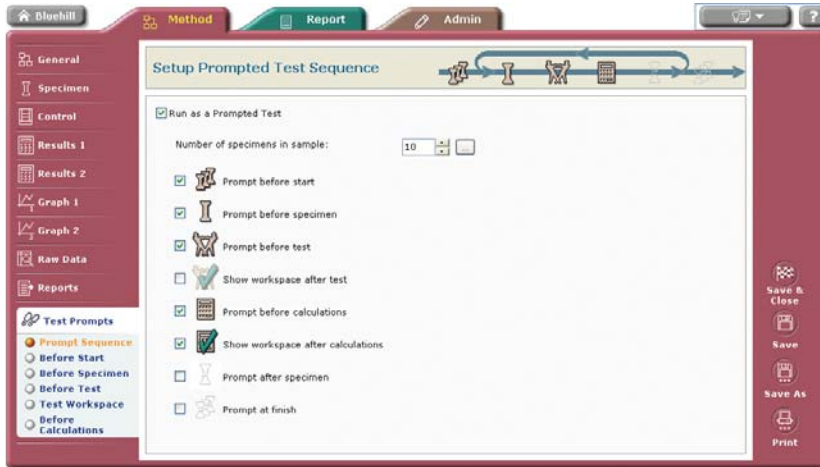 Bluehill
Method
Report
Admin
?
General
Specimen
Control
Results 1
Results 2
Graph 1
Graph 2
Raw Data
Reports
Test Prompts
Prompt Sequence
Before Start
Before Specimen
Before Test
Test Workspace
Before
Calculations
Setup Prompted Test Sequence
Run as a Prompted Test
Number of specimens in sample: 10 ...
Prompt before start
Prompt before specimen
Prompt before test
Show workspace after test
Prompt before calculations
Show workspace after calculations
Prompt after specimen
Prompt at finish
Save &
Close
Save
Save As
Print